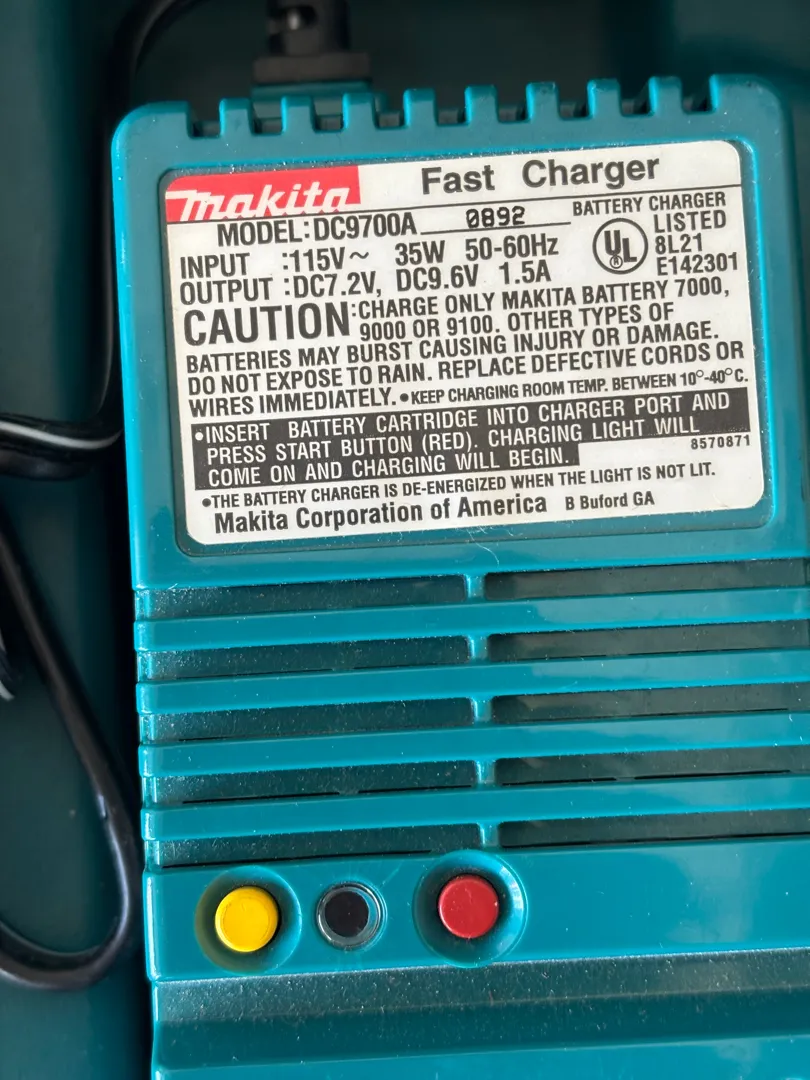 makita Fast Charger
MODEL:DC9700A 0892 BATTERY CHARGER
INPUT :115V~ 35W 50-60Hz UL ® LISTED
8L21
OUTPUT :DC7.2V, DC9.6V 1.5A E142301
CAUTION:CHARGE ONLY MAKITA BATTERY 7000,
9000 OR 9100. OTHER TYPES OF
BATTERIES MAY BURST CAUSING INJURY OR DAMAGE.
DO NOT EXPOSE TO RAIN. REPLACE DEFECTIVE CORDS OR
WIRES IMMEDIATELY. •KEEP CHARGING ROOM TEMP. BETWEEN 10°-40°C.
•INSERT BATTERY CARTRIDGE INTO CHARGER PORT AND
PRESS START BUTTON (RED). CHARGING LIGHT WILL
COME ON AND CHARGING WILL BEGIN. 8570871
•THE BATTERY CHARGER IS DE-ENERGIZED WHEN THE LIGHT IS NOT LIT.
Makita Corporation of America B Buford GA